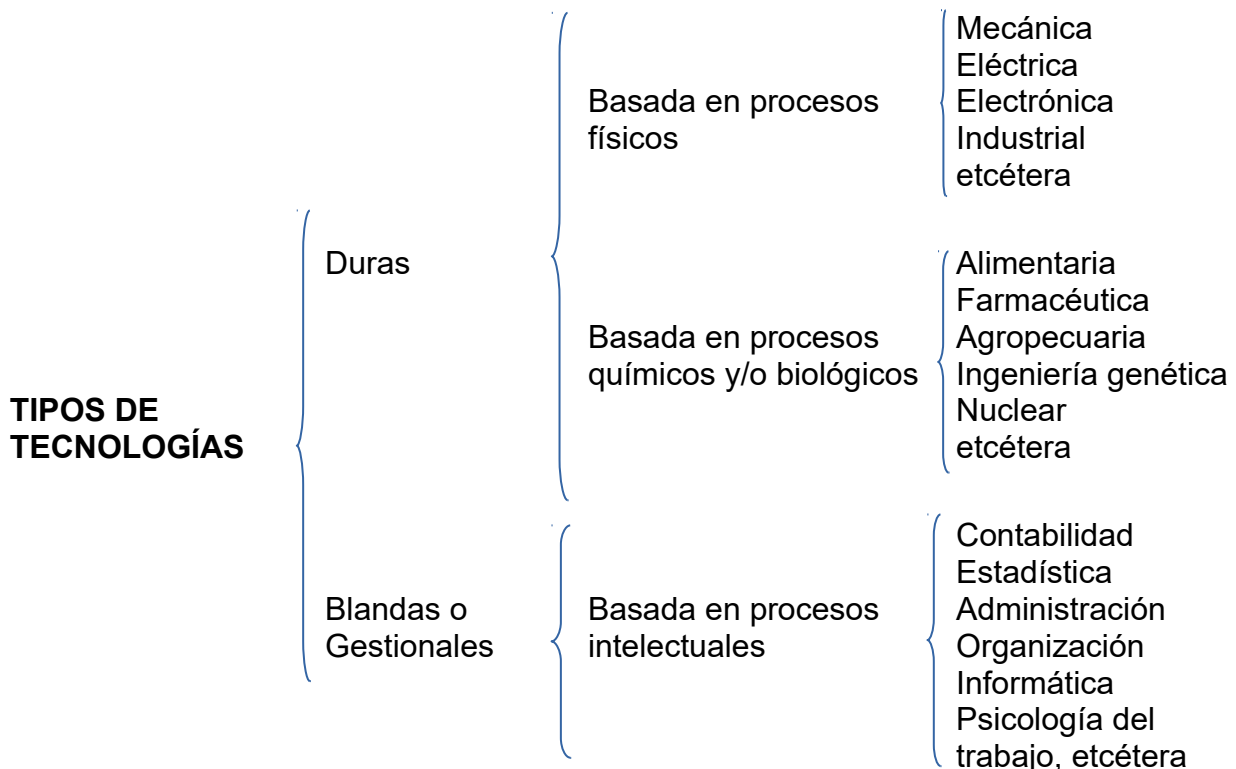 TIPOS DE
TECNOLOGÍAS
Duras
Basada en procesos
físicos
Mecánica
Eléctrica
Electrónica
Industrial
etcétera
Basada en procesos
químicos y/o biológicos
Alimentaria
Farmacéutica
Agropecuaria
Ingeniería genética
Nuclear
etcétera
Blandas o
Gestionales
Basada en procesos
intelectuales
Contabilidad
Estadística
Administración
Organización
Informática
Psicología del
trabajo, etcétera